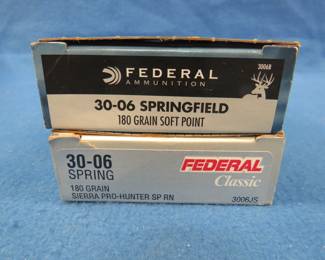 FEDERAL
AMMUNITION
3006B
30-06 SPRINGFIELD
180 GRAIN SOFT POINT
30-06
SPRING
180 GRAIN
SIERRA PRO-HUNTER SP RN
FEDERAL
Classic
3006JS